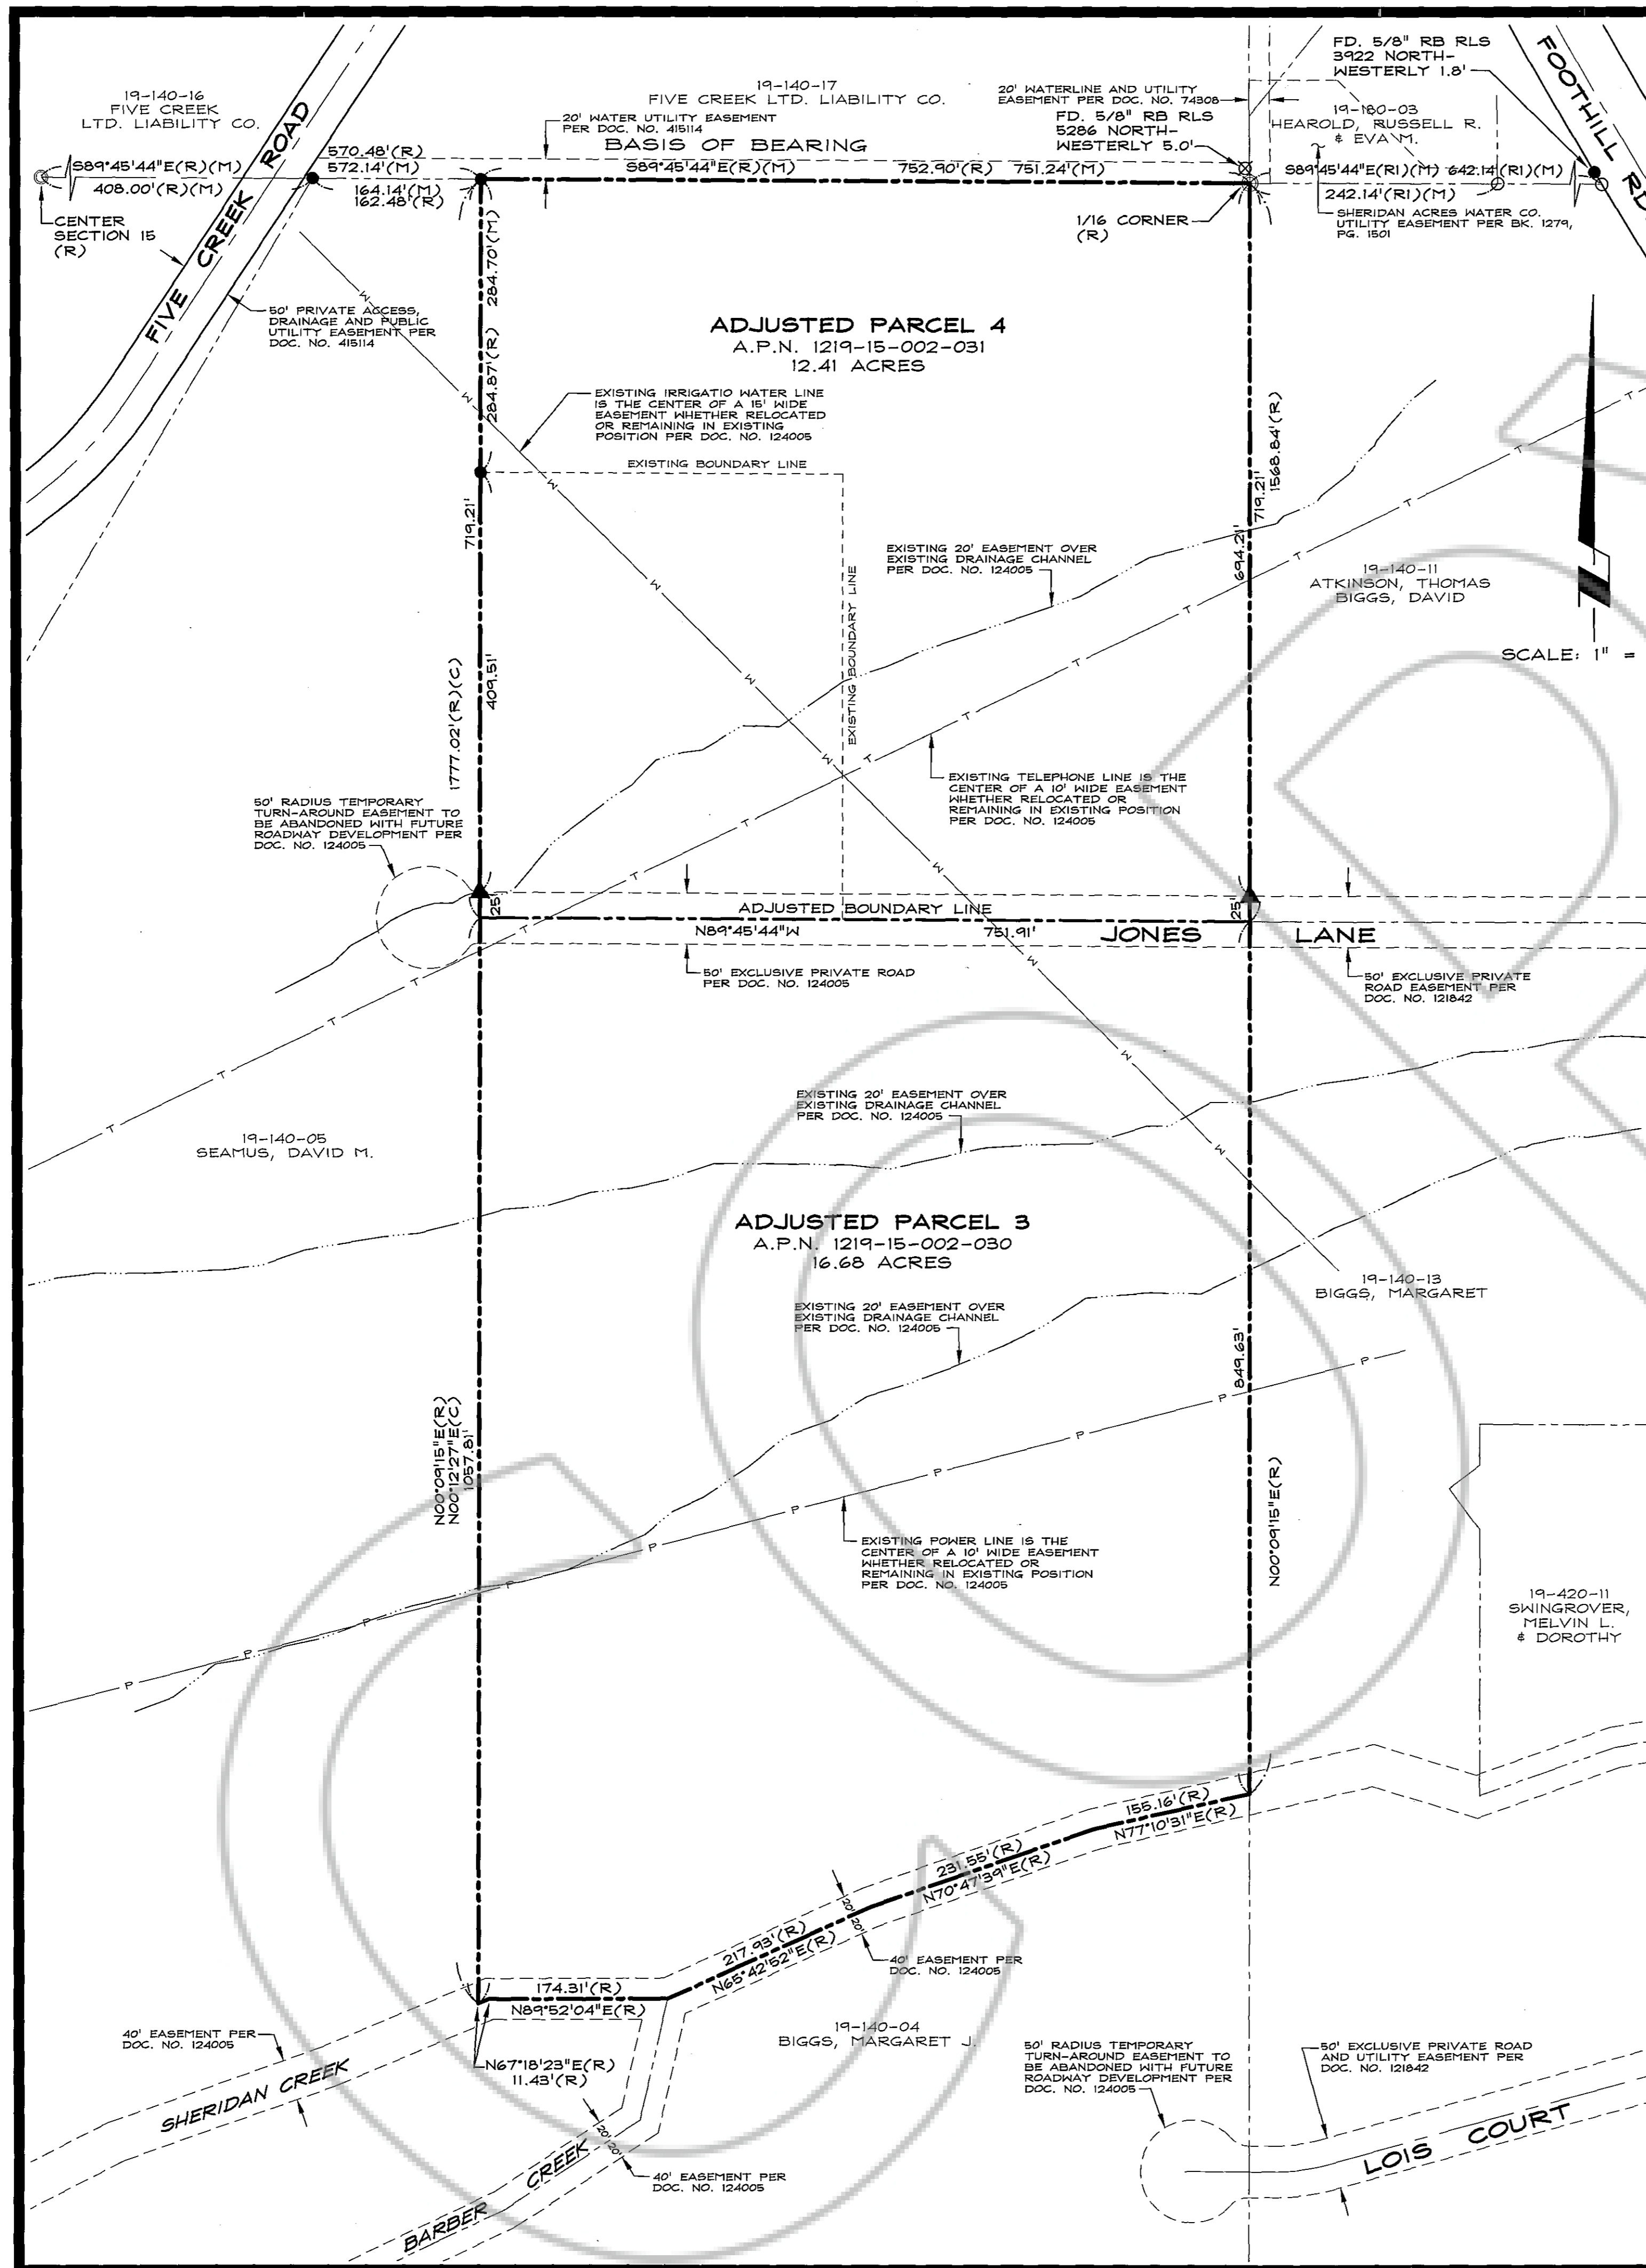 19-140-16
FIVE CREEK
LTD. LIABILITY CO.
FIVE CREEK ROAD
19-140-17
FIVE CREEK LTD. LIABILITY CO.
20' WATER UTILITY EASEMENT
PER DOC. NO. 415114
BASIS OF BEARING
20' WATERLINE AND UTILITY
EASEMENT PER DOC. NO. 74308
FD. 5/8" RB RLS
5286 NORTH-
WESTERLY 5.0'
FD. 5/8" RB RLS
3922 NORTH-
WESTERLY 1.8'
FOOTHILL RD
19-180-03
HEAROLD, RUSSELL R.
& EVA M.
S89°45'44"E(R)(M)
408.00'(R)(M)
570.48'(R)
572.14'(M)
164.14'(M)
162.48'(R)
S89°45'44"E(R)(M)
752.90'(R) 751.24'(M)
S89°45'44"E(R1)(M) 642.14'(R1)(M)
242.14'(R1)(M)
CENTER
SECTION 15
(R)
1/16 CORNER
(R)
SHERIDAN ACRES WATER CO.
UTILITY EASEMENT PER BK. 1279,
PG. 1501
50' PRIVATE ACCESS,
DRAINAGE AND PUBLIC
UTILITY EASEMENT PER
DOC. NO. 415114
284.87'(R) 284.70'(M)
ADJUSTED PARCEL 4
A.P.N. 1219-15-002-031
12.41 ACRES
EXISTING IRRIGATIO WATER LINE
IS THE CENTER OF A 15' WIDE
EASEMENT WHETHER RELOCATED
OR REMAINING IN EXISTING
POSITION PER DOC. NO. 124005
EXISTING BOUNDARY LINE
EXISTING BOUNDARY LINE
719.21'
409.51'
1777.02'(R)(C)
EXISTING 20' EASEMENT OVER
EXISTING DRAINAGE CHANNEL
PER DOC. NO. 124005
694.21'
719.21'
1568.84'(R)
19-140-11
ATKINSON, THOMAS
BIGGS, DAVID
SCALE: 1" =
EXISTING TELEPHONE LINE IS THE
CENTER OF A 10' WIDE EASEMENT
WHETHER RELOCATED OR
REMAINING IN EXISTING POSITION
PER DOC. NO. 124005
50' RADIUS TEMPORARY
TURN-AROUND EASEMENT TO
BE ABANDONED WITH FUTURE
ROADWAY DEVELOPMENT PER
DOC. NO. 124005
25'
ADJUSTED BOUNDARY LINE
25'
N89°45'44"W
751.91'
JONES LANE
50' EXCLUSIVE PRIVATE ROAD
PER DOC. NO. 124005
50' EXCLUSIVE PRIVATE
ROAD EASEMENT PER
DOC. NO. 121842
EXISTING 20' EASEMENT OVER
EXISTING DRAINAGE CHANNEL
PER DOC. NO. 124005
19-140-05
SEAMUS, DAVID M.
ADJUSTED PARCEL 3
A.P.N. 1219-15-002-030
16.68 ACRES
EXISTING 20' EASEMENT OVER
EXISTING DRAINAGE CHANNEL
PER DOC. NO. 124005
19-140-13
BIGGS, MARGARET
849.63'
N00°09'15"E(R)
N00°12'27"E(C)
1057.81'
N00°09'15"E(R)
EXISTING POWER LINE IS THE
CENTER OF A 10' WIDE EASEMENT
WHETHER RELOCATED OR
REMAINING IN EXISTING POSITION
PER DOC. NO. 124005
19-420-11
SWINGROVER,
MELVIN L.
& DOROTHY
155.16'(R)
N77°10'31"E(R)
231.55'(R)
N70°47'39"E(R)
217.93'(R)
N65°42'52"E(R)
20' 20'
40' EASEMENT PER
DOC. NO. 124005
174.31'(R)
N89°52'04"E(R)
N67°18'23"E(R)
11.43'(R)
40' EASEMENT PER
DOC. NO. 124005
SHERIDAN CREEK
19-140-04
BIGGS, MARGARET J.
20' 20'
40' EASEMENT PER
DOC. NO. 124005
BARBER CREEK
50' RADIUS TEMPORARY
TURN-AROUND EASEMENT TO
BE ABANDONED WITH FUTURE
ROADWAY DEVELOPMENT PER
DOC. NO. 124005
50' EXCLUSIVE PRIVATE ROAD
AND UTILITY EASEMENT PER
DOC. NO. 121842
LOIS COURT